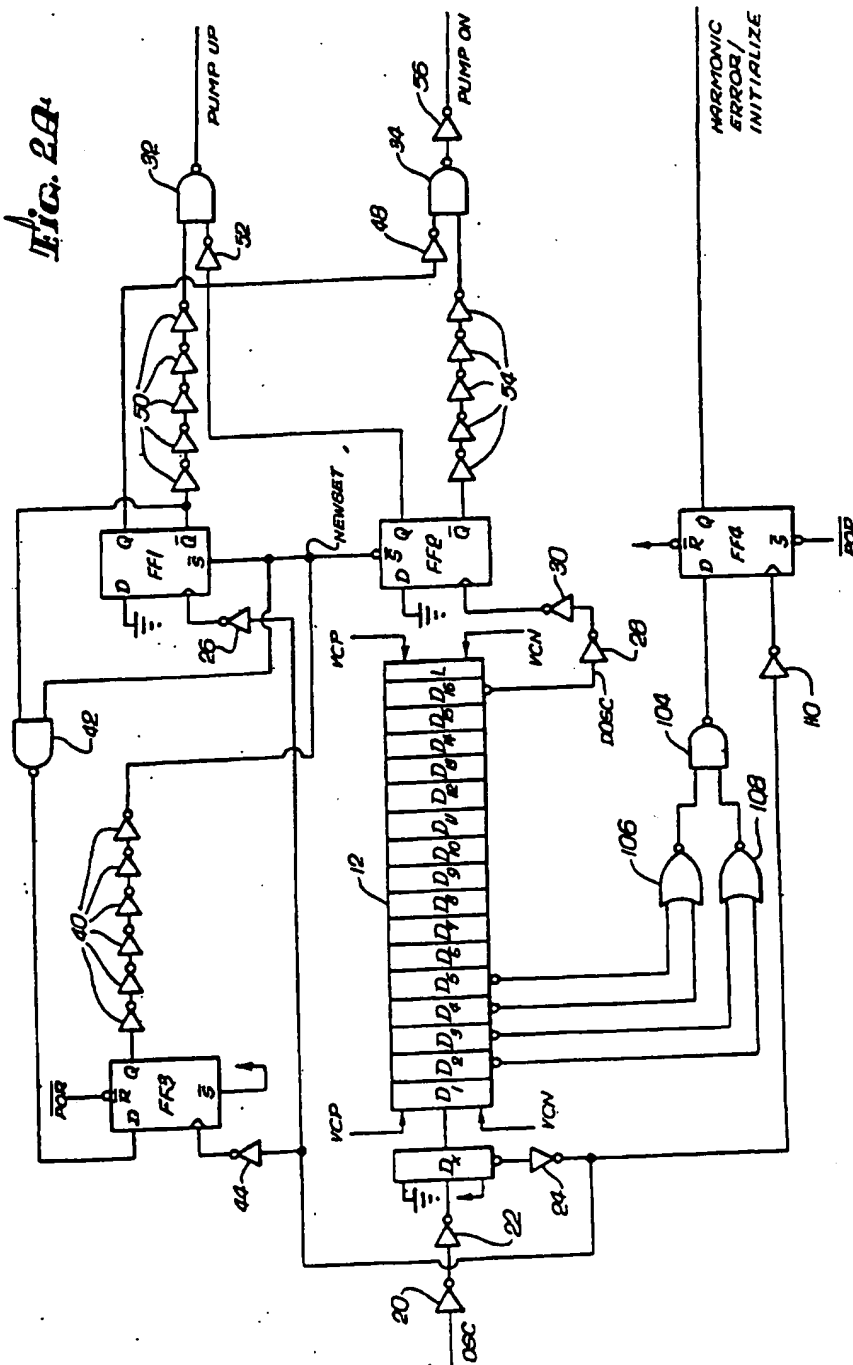 FIG. 2A
PUMP UP
32
52
50
Q
D
FF1
Q̅
S̅
26
42
40
P̅O̅R̅
R̅
D
Q
FF3
S̅
44
NEWSET
48
34
56
PUMP ON
54
S̅
D
Q
FF2
Q̅
30
28
DOSC
VCP
VCN
12
D1
D2
D3
D4
D5
D6
D7
D8
D9
D10
D11
D12
D13
D14
D15
D16
L
VCP
VCN
Dx
24
22
20
OSC
106
108
104
110
R̅
D
Q
FF4
S̅
P̅O̅R̅
HARMONIC
ERROR/
INITIALIZE